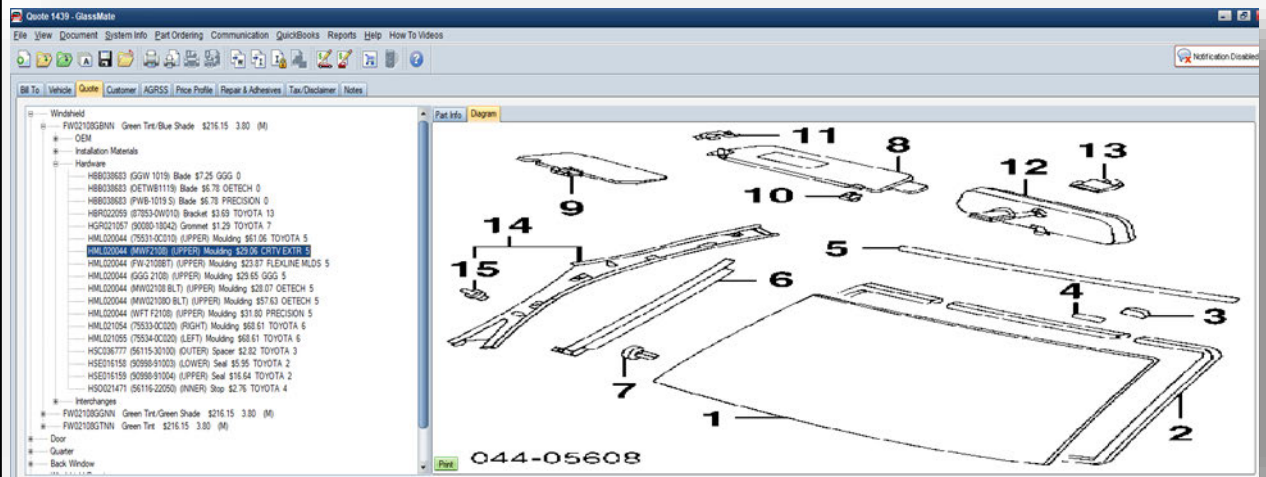 Quote 1439 - GlassMate
File View Document System Info Part Ordering Communication QuickBooks Reports Help How To Videos
Notification Disabled
Bill To Vehicle Quote Customer AGRSS Price Profile Repair & Adhesives Tax/Disclaimer Notes
Windshield
FW02108GBNN Green Tint/Blue Shade $216.15 3.80 (M)
OEM
Installation Materials
Hardware
HBB038683 (GGW 1019) Blade $7.25 GGG 0
HBB038683 (OETWB1119) Blade $6.78 OETECH 0
HBB038683 (PWB-1019 S) Blade $6.78 PRECISION 0
HBR022059 (87853-0W010) Bracket $3.69 TOYOTA 13
HGR021057 (90080-18042) Grommet $1.29 TOYOTA 7
HML020044 (75531-0C010) (UPPER) Moulding $61.06 TOYOTA 5
HML020044 (MWF2108) (UPPER) Moulding $29.06 CRTV EXTR 5
HML020044 (FW-2108BT) (UPPER) Moulding $23.87 FLEXLINE MLDS 5
HML020044 (GGG 2108) (UPPER) Moulding $29.65 GGG 5
HML020044 (MW02108 BLT) (UPPER) Moulding $28.07 OETECH 5
HML020044 (MW02108O BLT) (UPPER) Moulding $57.63 OETECH 5
HML020044 (WFT F2108) (UPPER) Moulding $31.80 PRECISION 5
HML021054 (75533-0C020) (RIGHT) Moulding $68.61 TOYOTA 6
HML021055 (75534-0C020) (LEFT) Moulding $68.61 TOYOTA 6
HSC036777 (56115-30100) (OUTER) Spacer $2.82 TOYOTA 3
HSE016158 (90998-91003) (LOWER) Seal $5.95 TOYOTA 2
HSE016159 (90998-91004) (UPPER) Seal $16.64 TOYOTA 2
HSO021471 (56116-22050) (INNER) Stop $2.76 TOYOTA 4
Interchanges
FW02108GGNN Green Tint/Green Shade $216.15 3.80 (M)
FW02108GTNN Green Tint $216.15 3.80 (M)
Door
Quarter
Back Window
Part Info Diagram
11
8
13
12
10
9
14
5
15
6
4
3
7
1
2
Print 044-05608